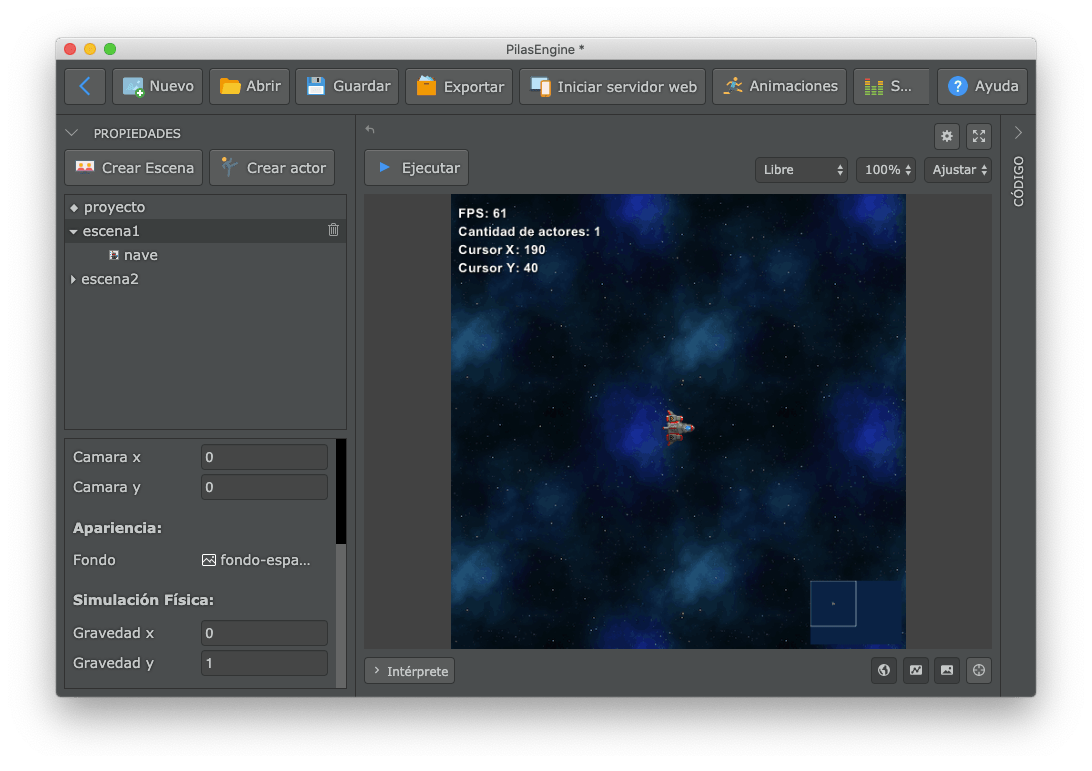 PilasEngine *
Nuevo
Abrir
Guardar
Exportar
Iniciar servidor web
Animaciones
S...
Ayuda
PROPIEDADES
Crear Escena
Crear actor
proyecto
escena1
nave
escena2
Camara x
0
Camara y
0
Apariencia:
Fondo
fondo-espa...
Simulación Física:
Gravedad x
0
Gravedad y
1
Ejecutar
Libre
100%
Ajustar
FPS: 61
Cantidad de actores: 1
Cursor X: 190
Cursor Y: 40
Intérprete
CÓDIGO